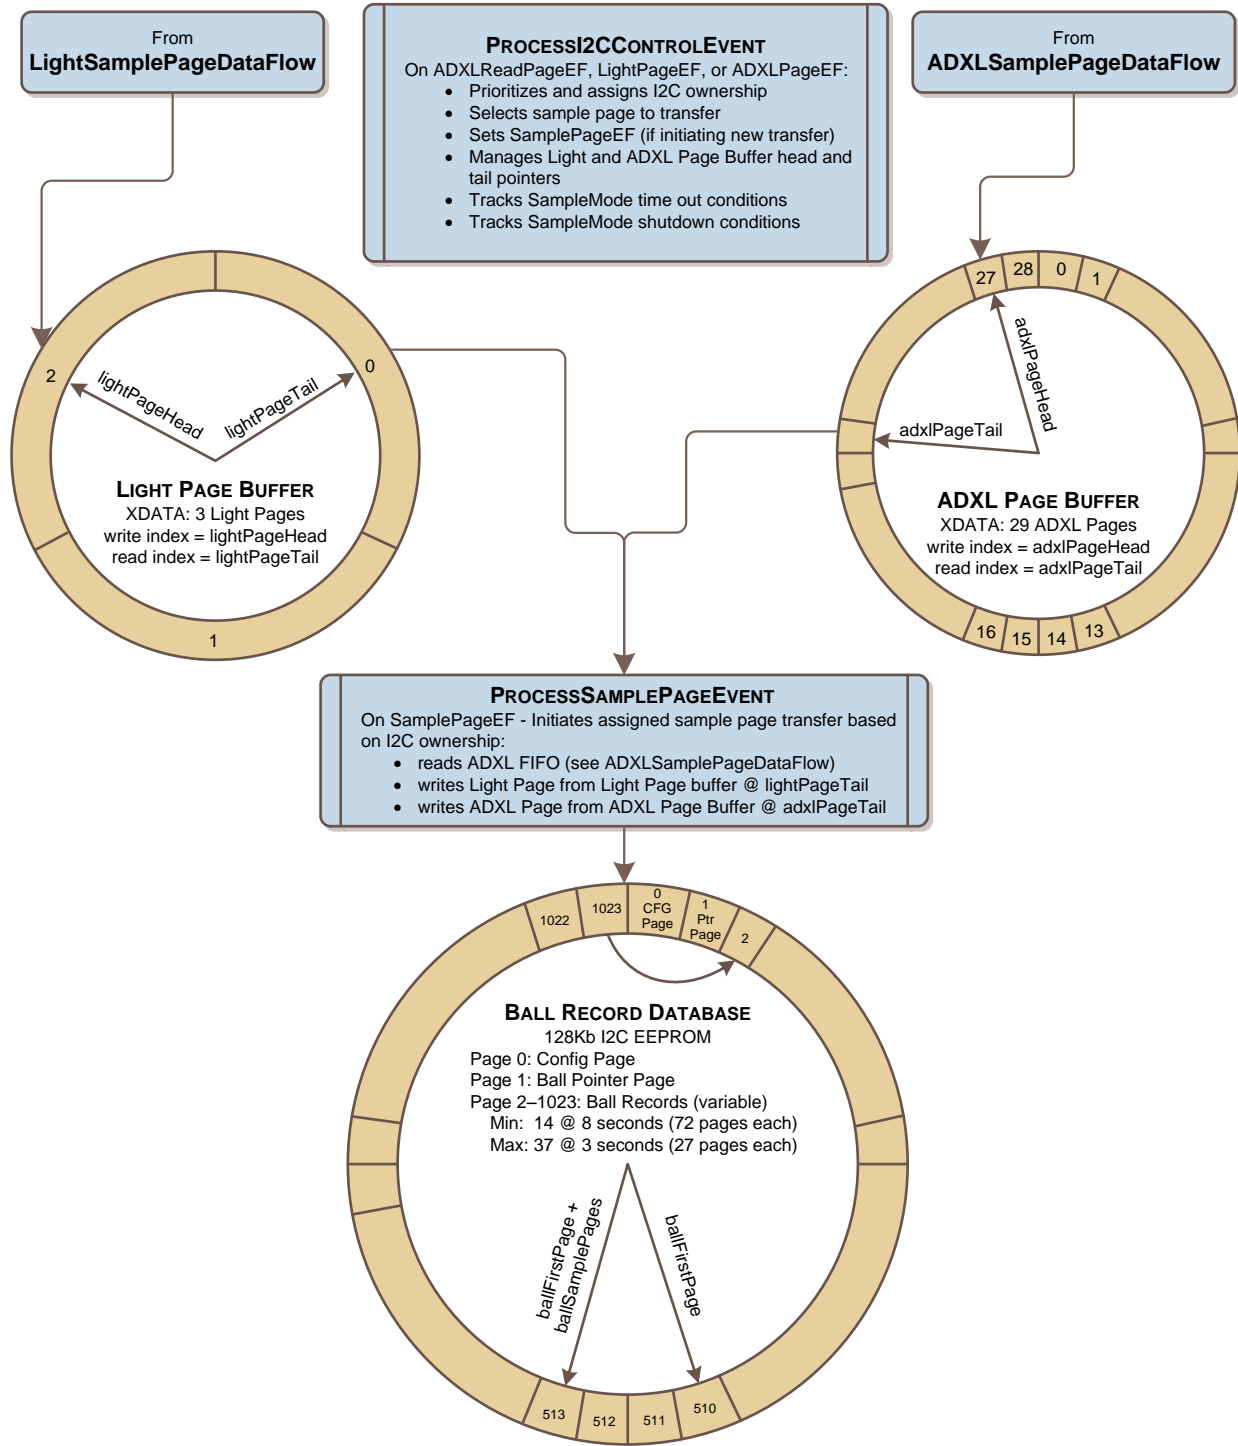 From
LightSamplePageDataFlow
PROCESSI2CCONTROLEVENT
On ADXLReadPageEF, LightPageEF, or ADXLPageEF:
• Prioritizes and assigns I2C ownership
• Selects sample page to transfer
• Sets SamplePageEF (if initiating new transfer)
• Manages Light and ADXL Page Buffer head and
tail pointers
• Tracks SampleMode time out conditions
• Tracks SampleMode shutdown conditions
From
ADXLSamplePageDataFlow
2
0
lightPageHead
lightPageTail
LIGHT PAGE BUFFER
XDATA: 3 Light Pages
write index = lightPageHead
read index = lightPageTail
1
27
28
0
1
adxlPageHead
adxlPageTail
ADXL PAGE BUFFER
XDATA: 29 ADXL Pages
write index = adxlPageHead
read index = adxlPageTail
16
15
14
13
PROCESSSAMPLEPAGEEVENT
On SamplePageEF - Initiates assigned sample page transfer based
on I2C ownership:
• reads ADXL FIFO (see ADXLSamplePageDataFlow)
• writes Light Page from Light Page buffer @ lightPageTail
• writes ADXL Page from ADXL Page Buffer @ adxlPageTail
1022
1023
0
CFG
Page
1
Ptr
Page
2
BALL RECORD DATABASE
128Kb I2C EEPROM
Page 0: Config Page
Page 1: Ball Pointer Page
Page 2–1023: Ball Records (variable)
Min: 14 @ 8 seconds (72 pages each)
Max: 37 @ 3 seconds (27 pages each)
ballFirstPage +
ballSamplePages
ballFirstPage
513
512
511
510